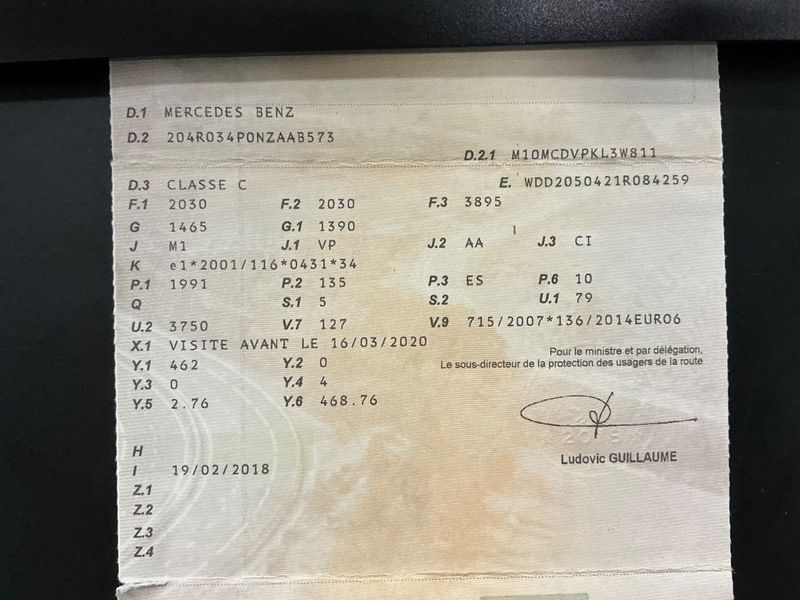 D.1 MERCEDES BENZ
D.2 204R034P0NZAAB573
D.2.1 M10MCDVPKL3W811
D.3 CLASSE C E. WDD2050421R084259
F.1 2030 F.2 2030 F.3 3895
G 1465 G.1 1390
J M1 J.1 VP J.2 AA J.3 CI
K e1*2001/116*0431*34
P.1 1991 P.2 135 P.3 ES P.6 10
Q S.1 5 S.2 U.1 79
U.2 3750 V.7 127 V.9 715/2007*136/2014EURO6
X.1 VISITE AVANT LE 16/03/2020
Pour le ministre et par délégation,
Le sous-directeur de la protection des usagers de la route
Y.1 462 Y.2 0
Y.3 0 Y.4 4
Y.5 2.76 Y.6 468.76
H
Ludovic GUILLAUME
I 19/02/2018
Z.1
Z.2
Z.3
Z.4